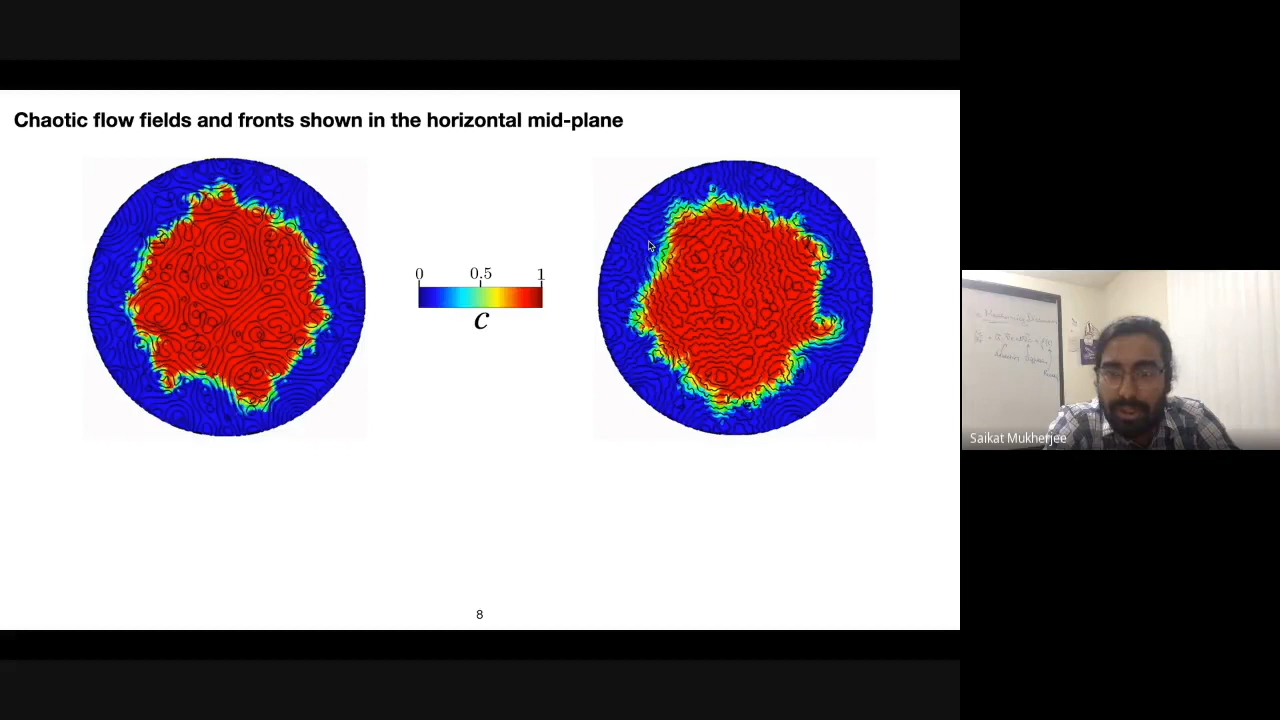 Chaotic flow fields and fronts shown in the horizontal mid-plane
0 0.5 1
c
8
Saikat Mukherjee